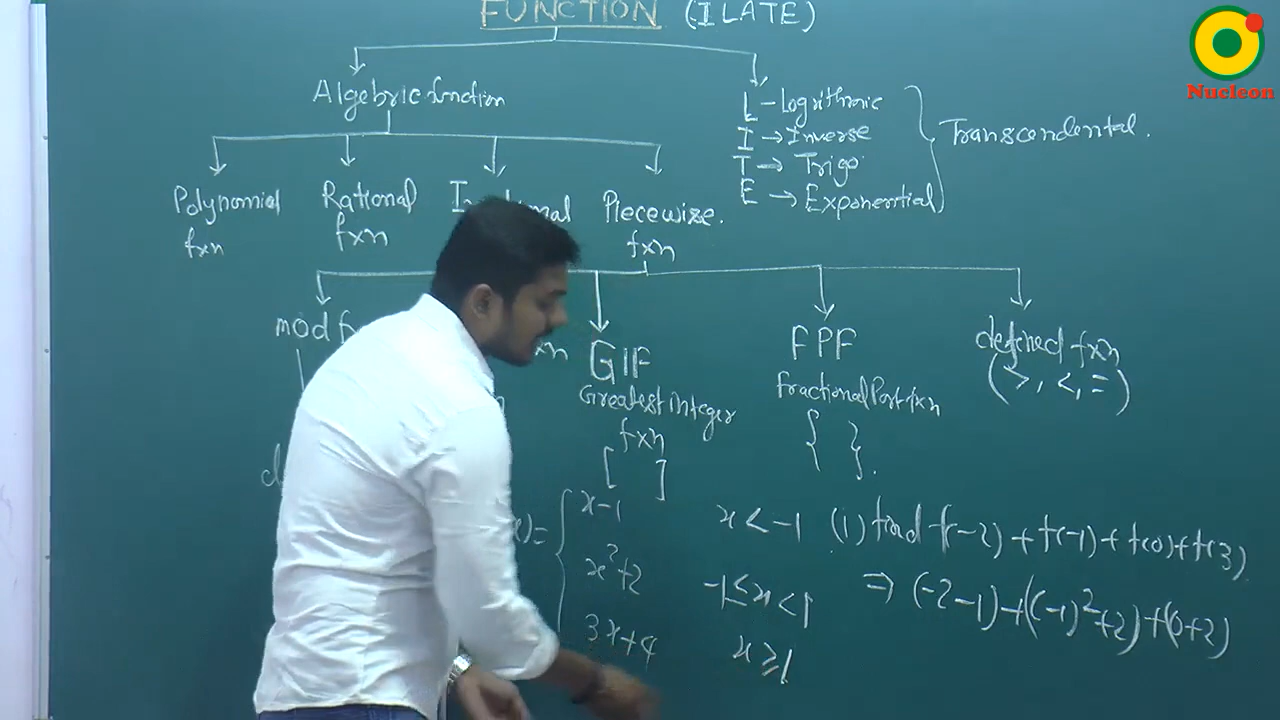 FUNCTION (ILATE)
Nucleon
Algebric function
L - Logrithmic
I → Inverse
T → Trigo
E → Exponential
Transcendental.
Polynomial fxn
Rational fxn
Piecewise. fxn
mod
GIF
Greatest Integer
fxn
[ ]
FPF
fractional Part fxn
{ }.
defined fxn
(>, <, =)
x-1 x < -1
x²+2 -1≤x<1
3x+4 x≥1
(1) find f(-2) + f(-1) + f(0) + f(3)
⇒ (-2-1)+((-1)²+2)+(0+2)